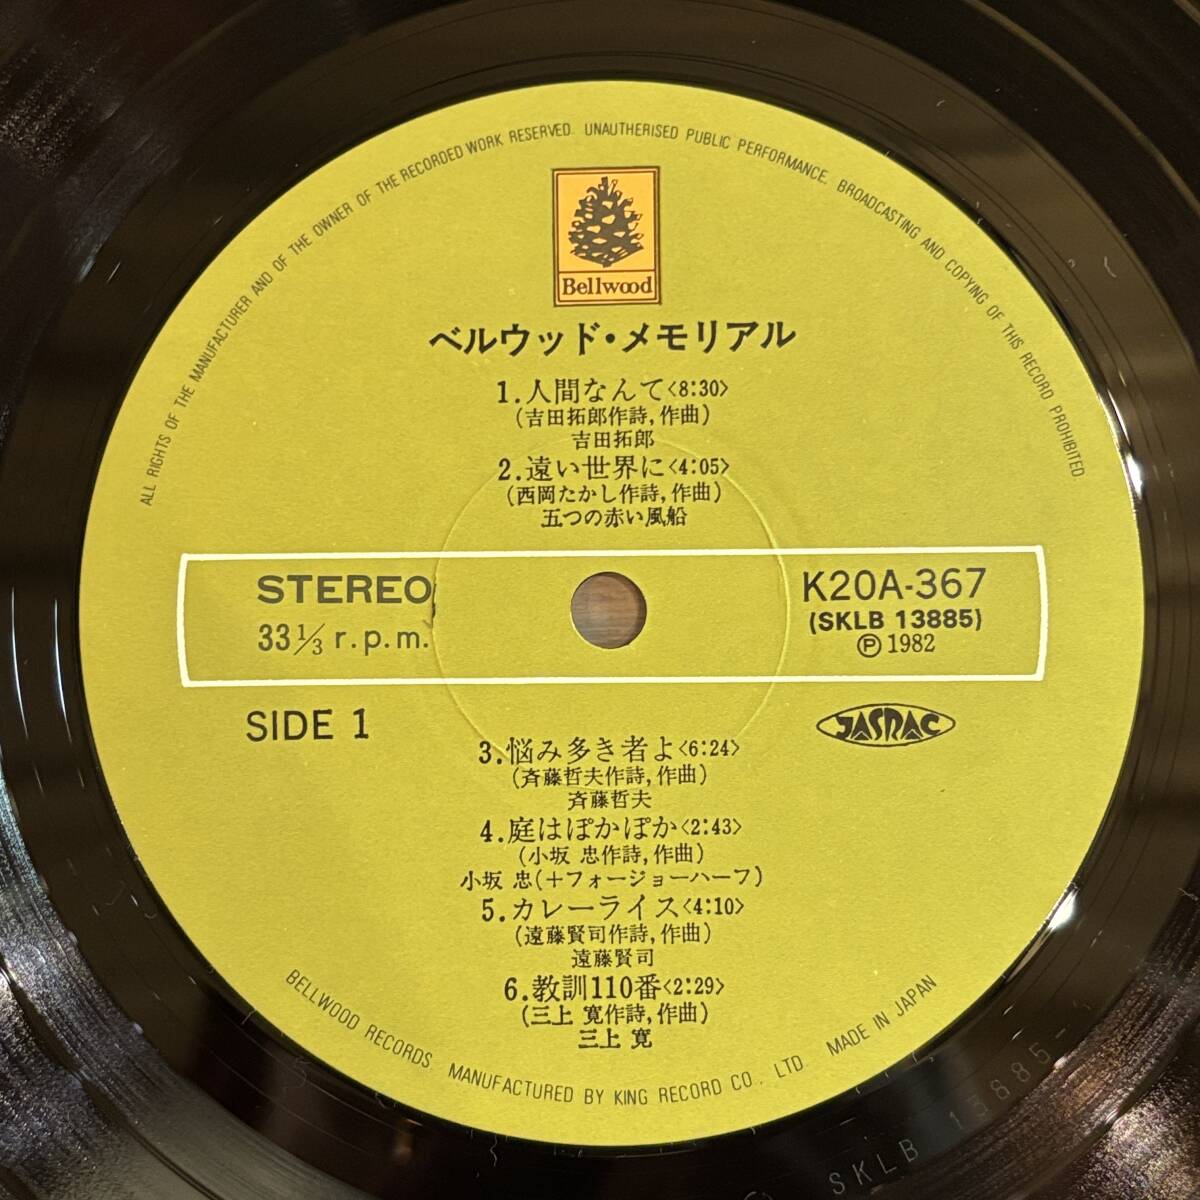 ALL RIGHTS OF THE MANUFACTURER AND OF THE OWNER OF THE RECORDED WORK RESERVED. UNAUTHERISED PUBLIC PERFORMANCE, BROADCASTING AND COPYING OF THIS RECORD PROHIBITED
Bellwood
ベルウッド・メモリアル
1.人間なんて<8:30>
(吉田拓郎作詩,作曲)
吉田拓郎
2.遠い世界に<4:05>
(西岡たかし作詩,作曲)
五つの赤い風船
STEREO
33 1/3 r.p.m.
K20A-367
(SKLB 13885)
Ⓟ1982
SIDE 1
JASRAC
3.悩み多き者よ<6:24>
(斉藤哲夫作詩,作曲)
斉藤哲夫
4.庭はぽかぽか<2:43>
(小坂 忠作詩,作曲)
小坂 忠(+フォージョーハーフ)
5.カレーライス<4:10>
(遠藤賢司作詩,作曲)
遠藤賢司
6.教訓110番<2:29>
(三上 寛作詩,作曲)
三上 寛
BELLWOOD RECORDS. MANUFACTURED BY KING RECORD CO., LTD. MADE IN JAPAN
SKLB 13885